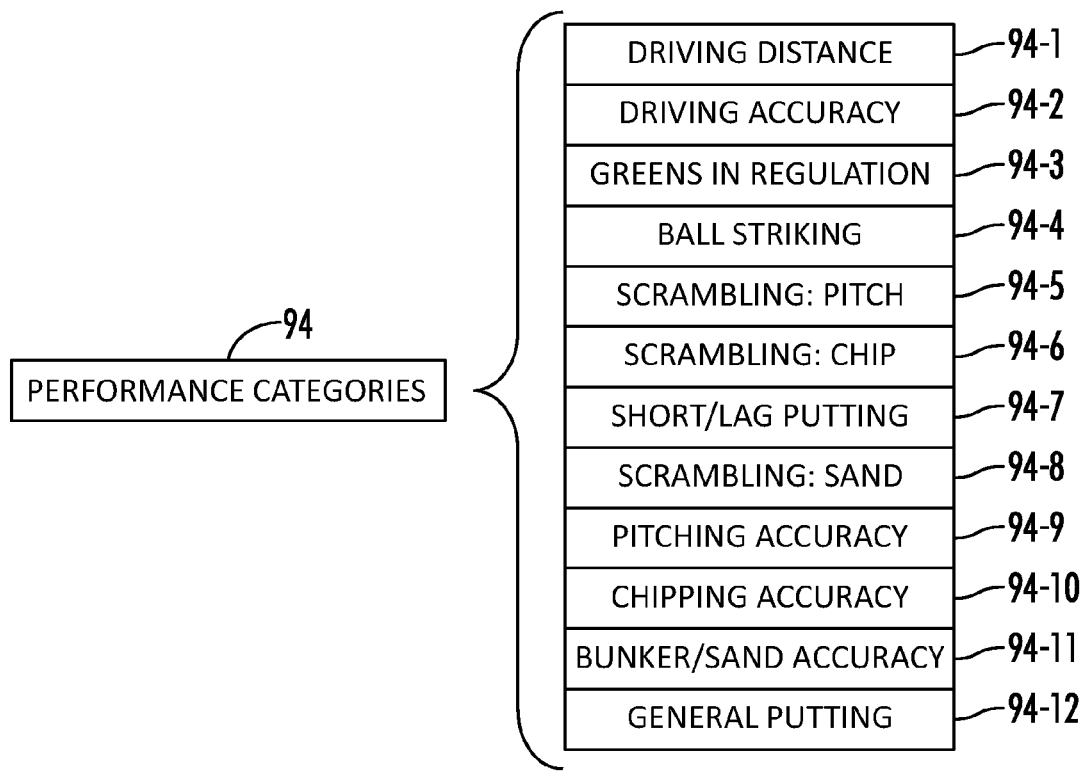 94
PERFORMANCE CATEGORIES
DRIVING DISTANCE 94-1
DRIVING ACCURACY 94-2
GREENS IN REGULATION 94-3
BALL STRIKING 94-4
SCRAMBLING: PITCH 94-5
SCRAMBLING: CHIP 94-6
SHORT/LAG PUTTING 94-7
SCRAMBLING: SAND 94-8
PITCHING ACCURACY 94-9
CHIPPING ACCURACY 94-10
BUNKER/SAND ACCURACY 94-11
GENERAL PUTTING 94-12